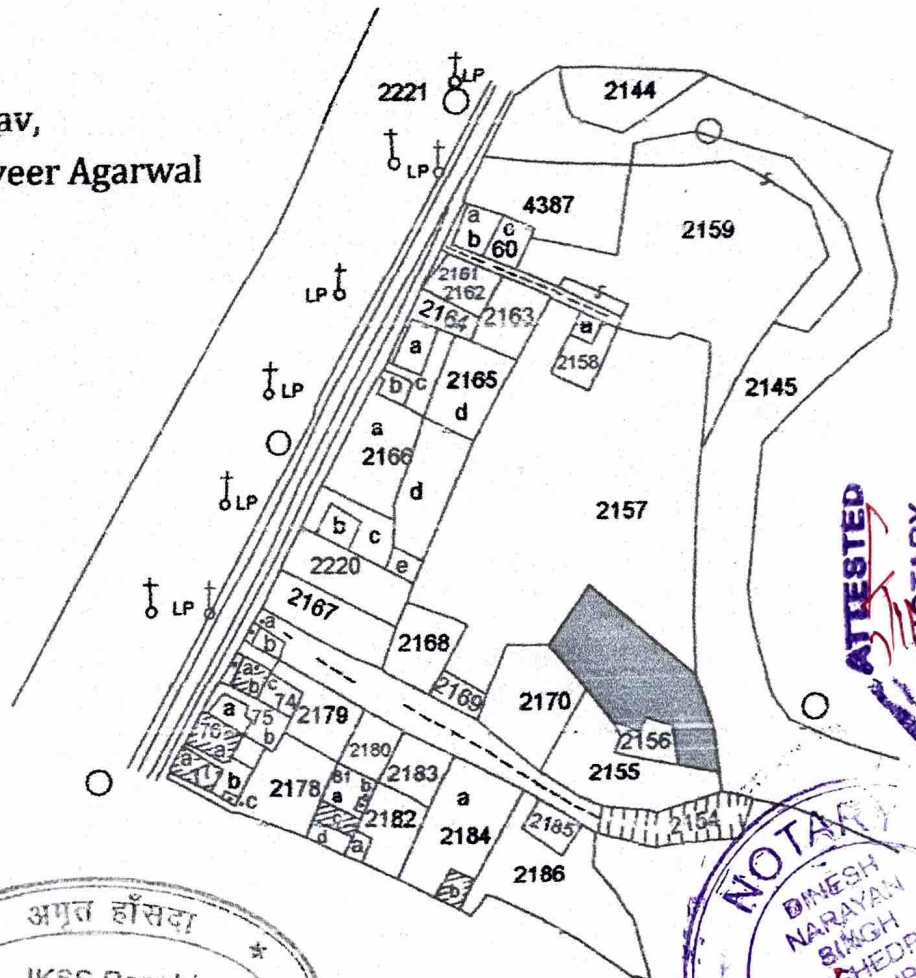 av,
veer Agarwal
LP
2221
2144
LP
4387
a
b
c
60
2159
2161
2162
LP
2164
2163
a
2158
a
b
c
2165
d
2145
LP
a
2166
d
2157
LP
b
c
e
2220
2167
LP
2168
a
b
2169
2170
a
b
c
74
2179
a
75
b
76
a
2180
2183
2156
2155
a
b
c
2178
81
a
b
c
2182
d
a
a
2184
2185
2154
2186
b
ATTESTED
NOTARY
DINESH
NARAYAN
SINGH
अमृत हाँसदा
*